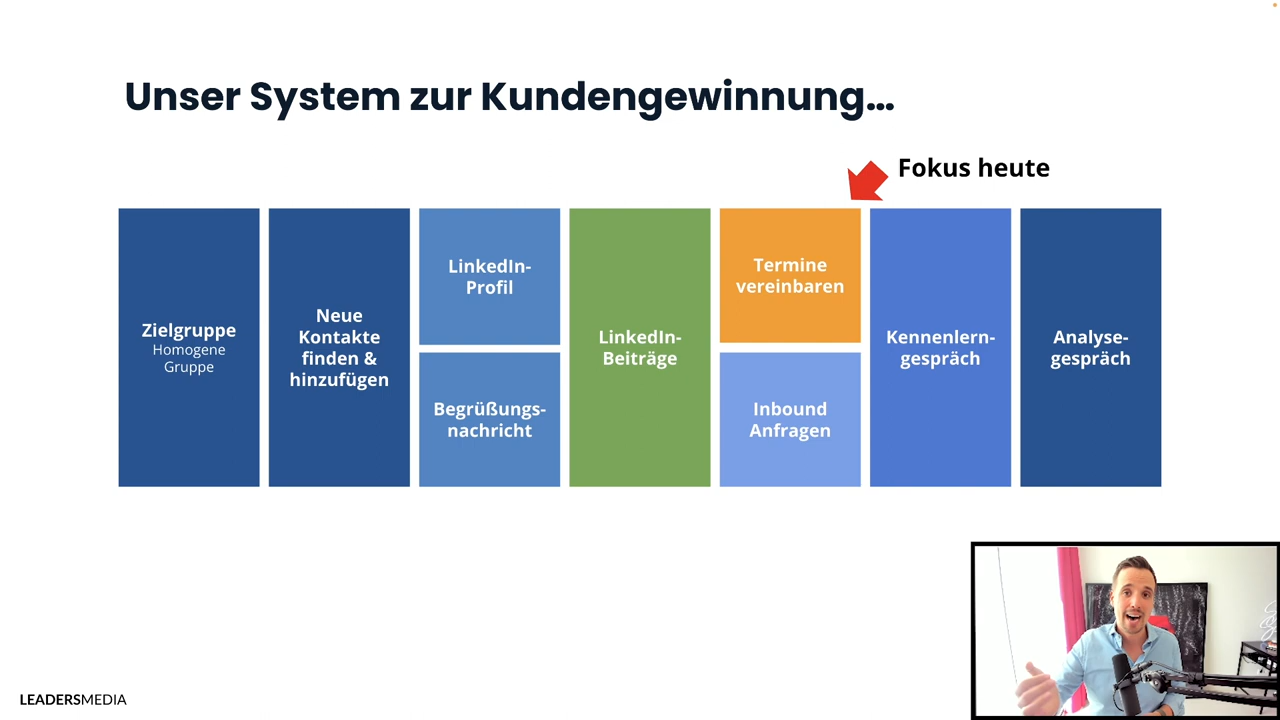 Unser System zur Kundengewinnung...
Fokus heute
Zielgruppe
Homogene
Gruppe
Neue
Kontakte
finden &
hinzufügen
LinkedIn-
Profil
Begrüßungs-
nachricht
LinkedIn-
Beiträge
Termine
vereinbaren
Inbound
Anfragen
Kennenlern-
gespräch
Analyse-
gespräch
LEADERSMEDIA